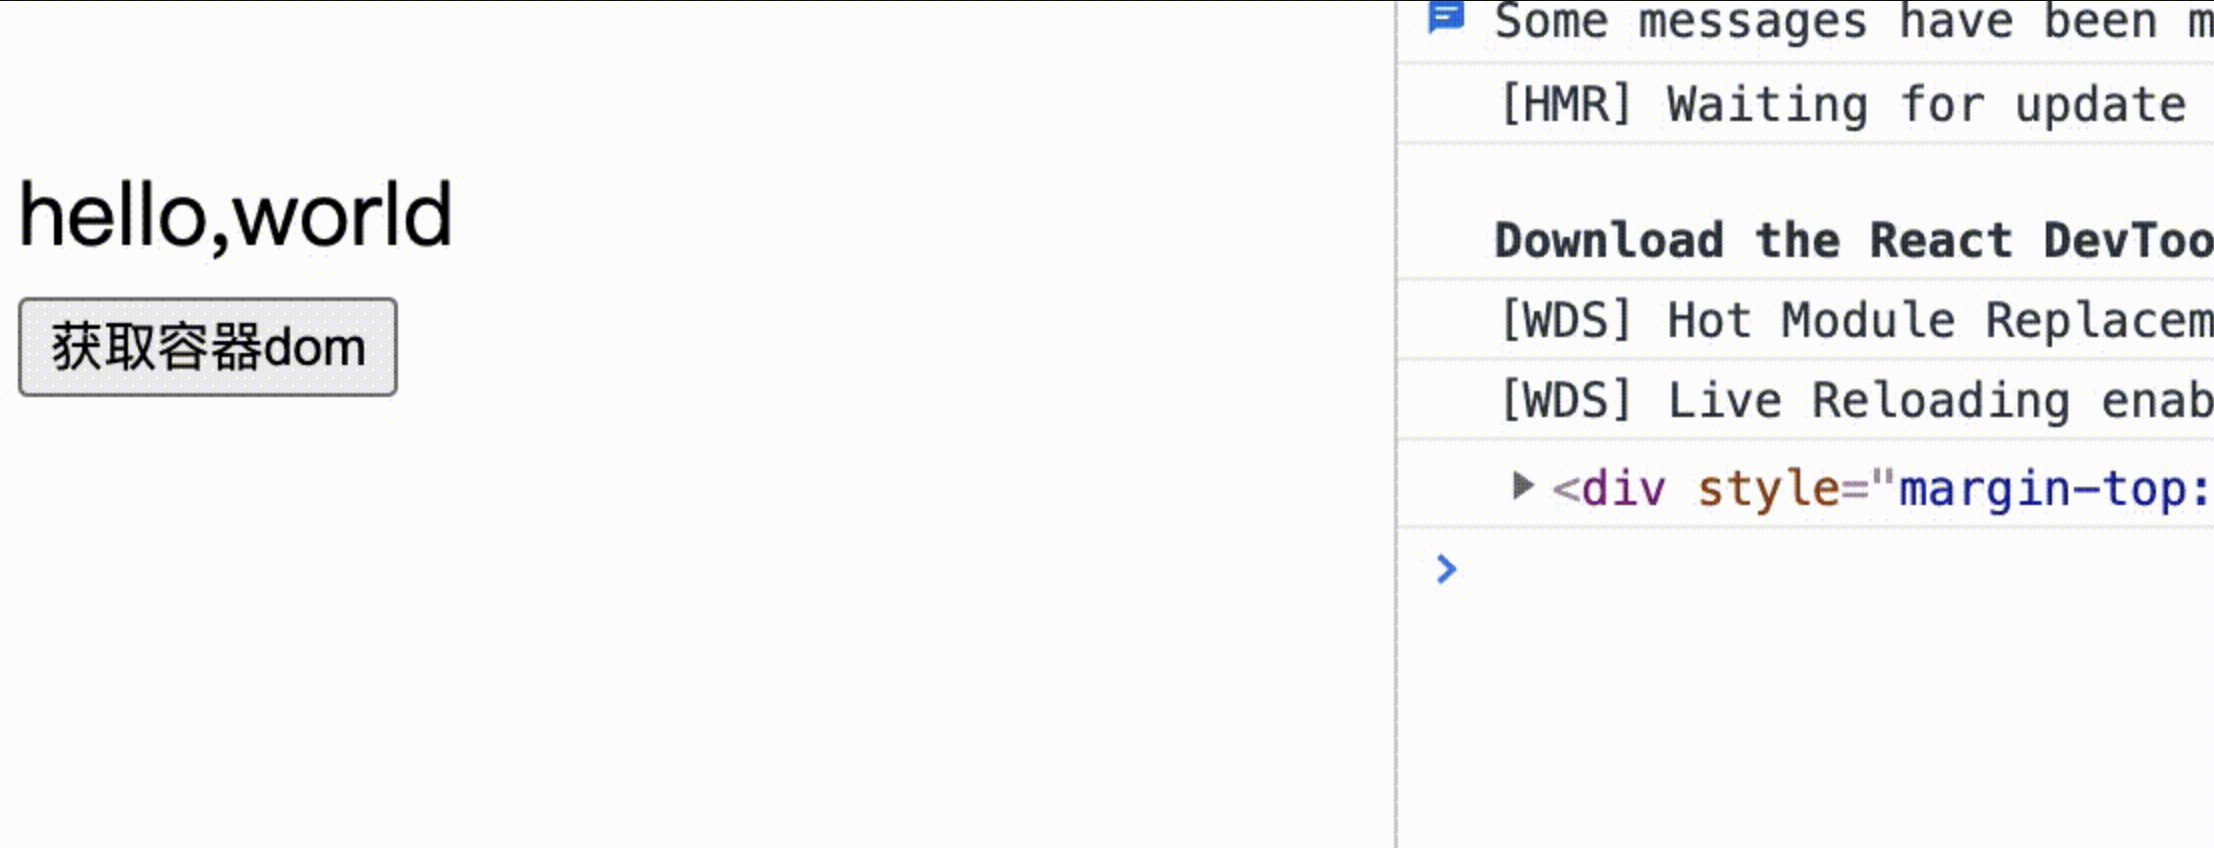 hello,world
获取容器dom
Some messages have been m
[HMR] Waiting for update
Download the React DevToo
[WDS] Hot Module Replacem
[WDS] Live Reloading enab
<div style="margin-top: